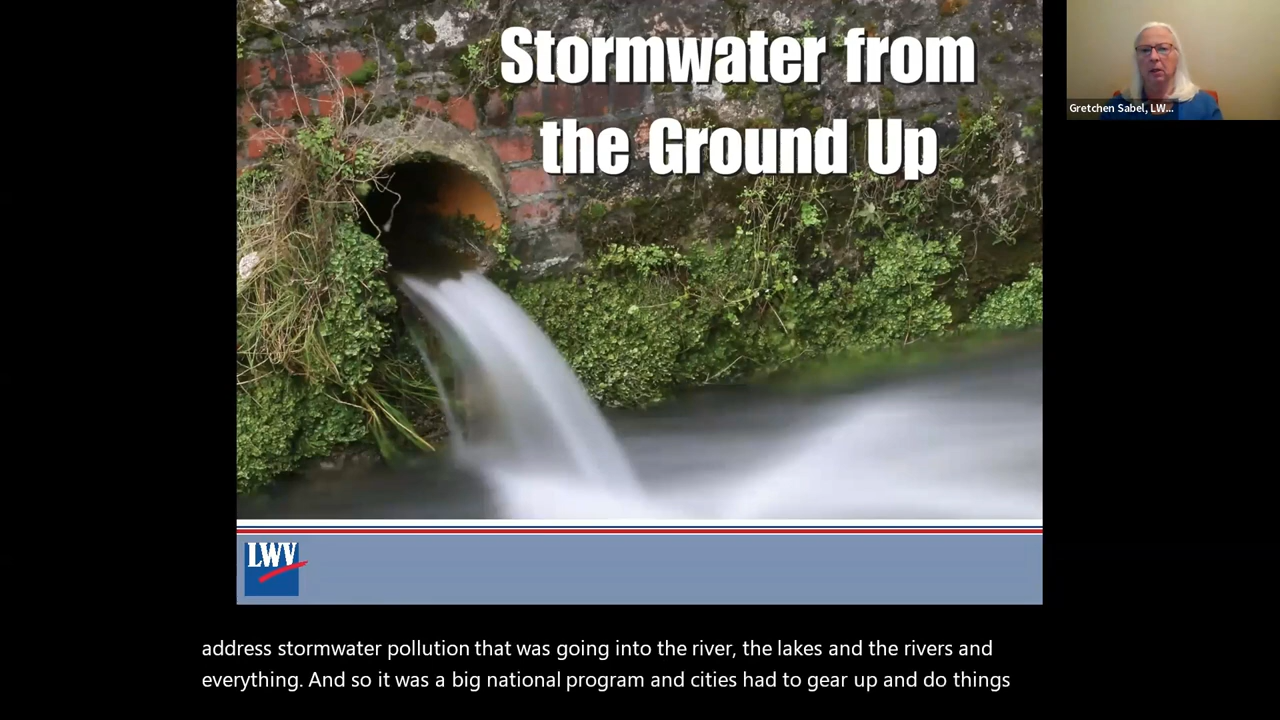 Stormwater from
the Ground Up
Gretchen Sabel, LW...
LWV
address stormwater pollution that was going into the river, the lakes and the rivers and
everything. And so it was a big national program and cities had to gear up and do things